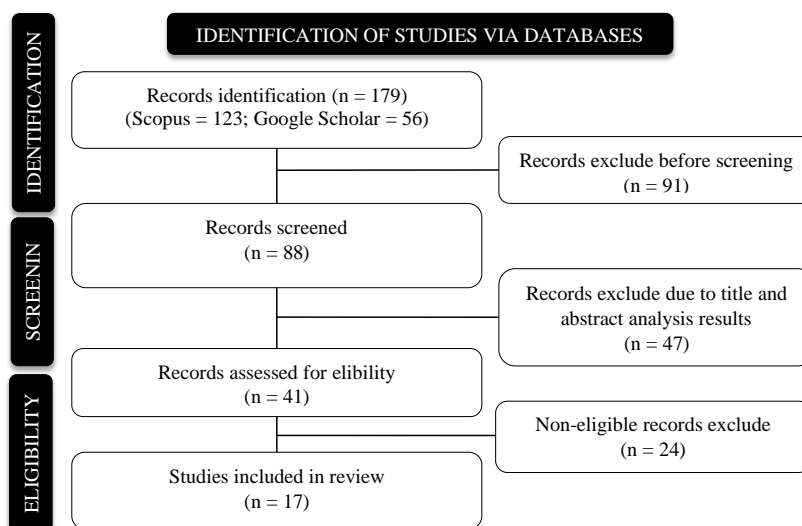 IDENTIFICATION OF STUDIES VIA DATABASES
IDENTIFICATION
Records identification (n = 179)
(Scopus = 123; Google Scholar = 56)
Records exclude before screening
(n = 91)
SCREENIN
Records screened
(n = 88)
Records exclude due to title and
abstract analysis results
(n = 47)
ELIGIBILITY
Records assessed for elibility
(n = 41)
Non-eligible records exclude
(n = 24)
Studies included in review
(n = 17)